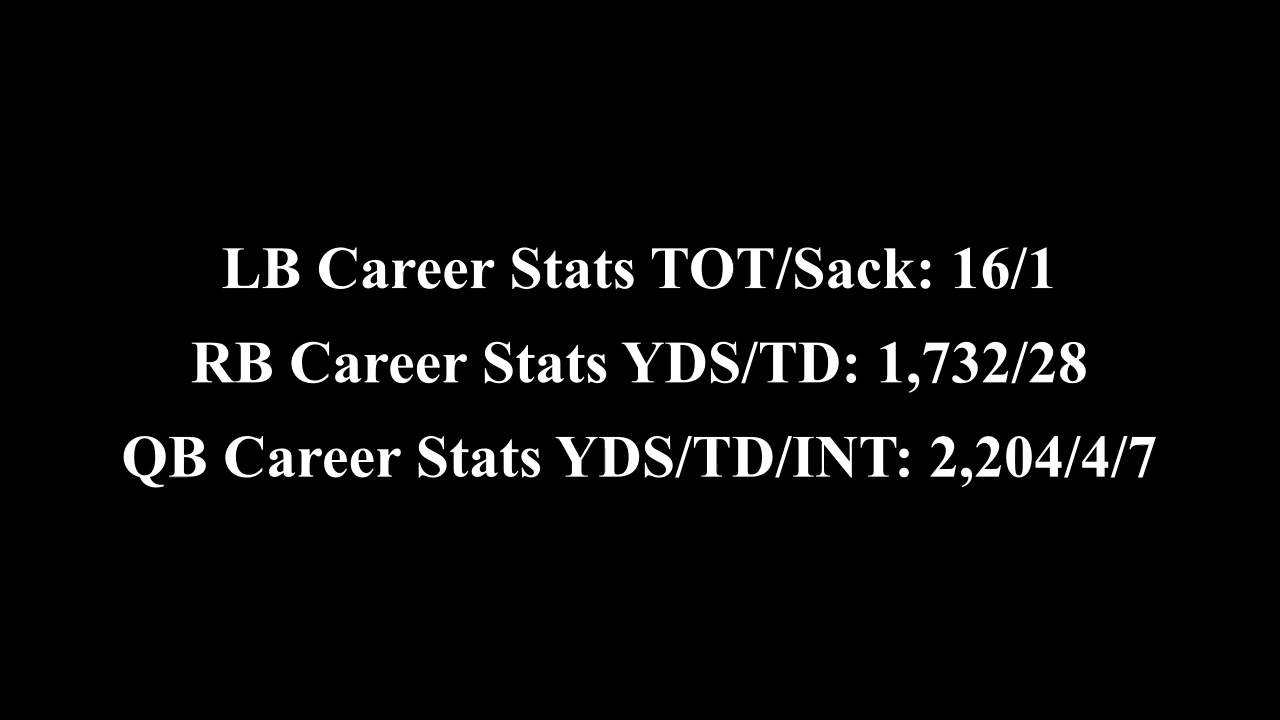 LB Career Stats TOT/Sack: 16/1
RB Career Stats YDS/TD: 1,732/28
QB Career Stats YDS/TD/INT: 2,204/4/7